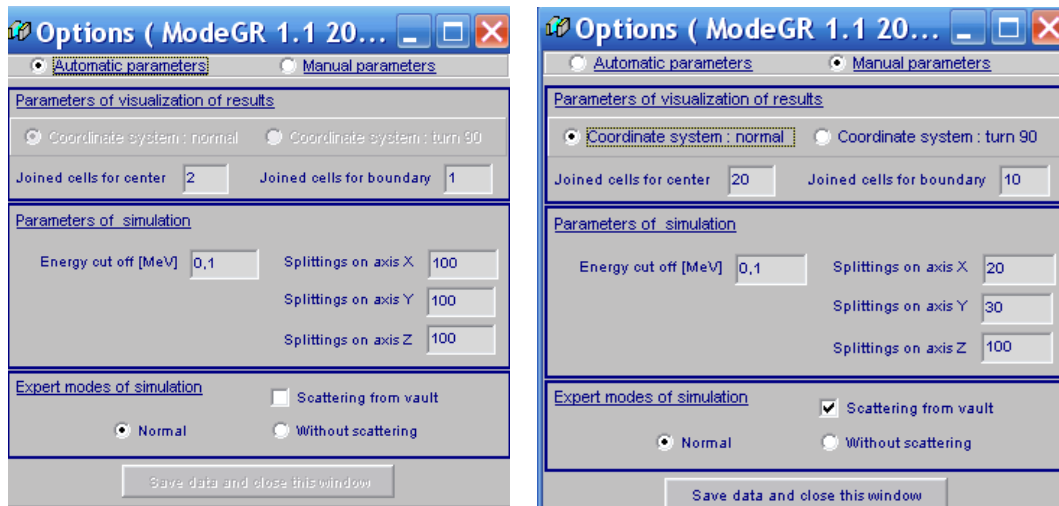 Options ( ModeGR 1.1 20...
Automatic parameters Manual parameters
Parameters of visualization of results
Coordinate system : normal Coordinate system : turn 90
Joined cells for center 2 Joined cells for boundary 1
Parameters of simulation
Energy cut off [MeV] 0,1 Splittings on axis X 100
Splittings on axis Y 100
Splittings on axis Z 100
Expert modes of simulation
Scattering from vault
Normal Without scattering
Save data and close this window
Options ( ModeGR 1.1 20...
Automatic parameters Manual parameters
Parameters of visualization of results
Coordinate system : normal Coordinate system : turn 90
Joined cells for center 20 Joined cells for boundary 10
Parameters of simulation
Energy cut off [MeV] 0,1 Splittings on axis X 20
Splittings on axis Y 30
Splittings on axis Z 100
Expert modes of simulation
Scattering from vault
Normal Without scattering
Save data and close this window